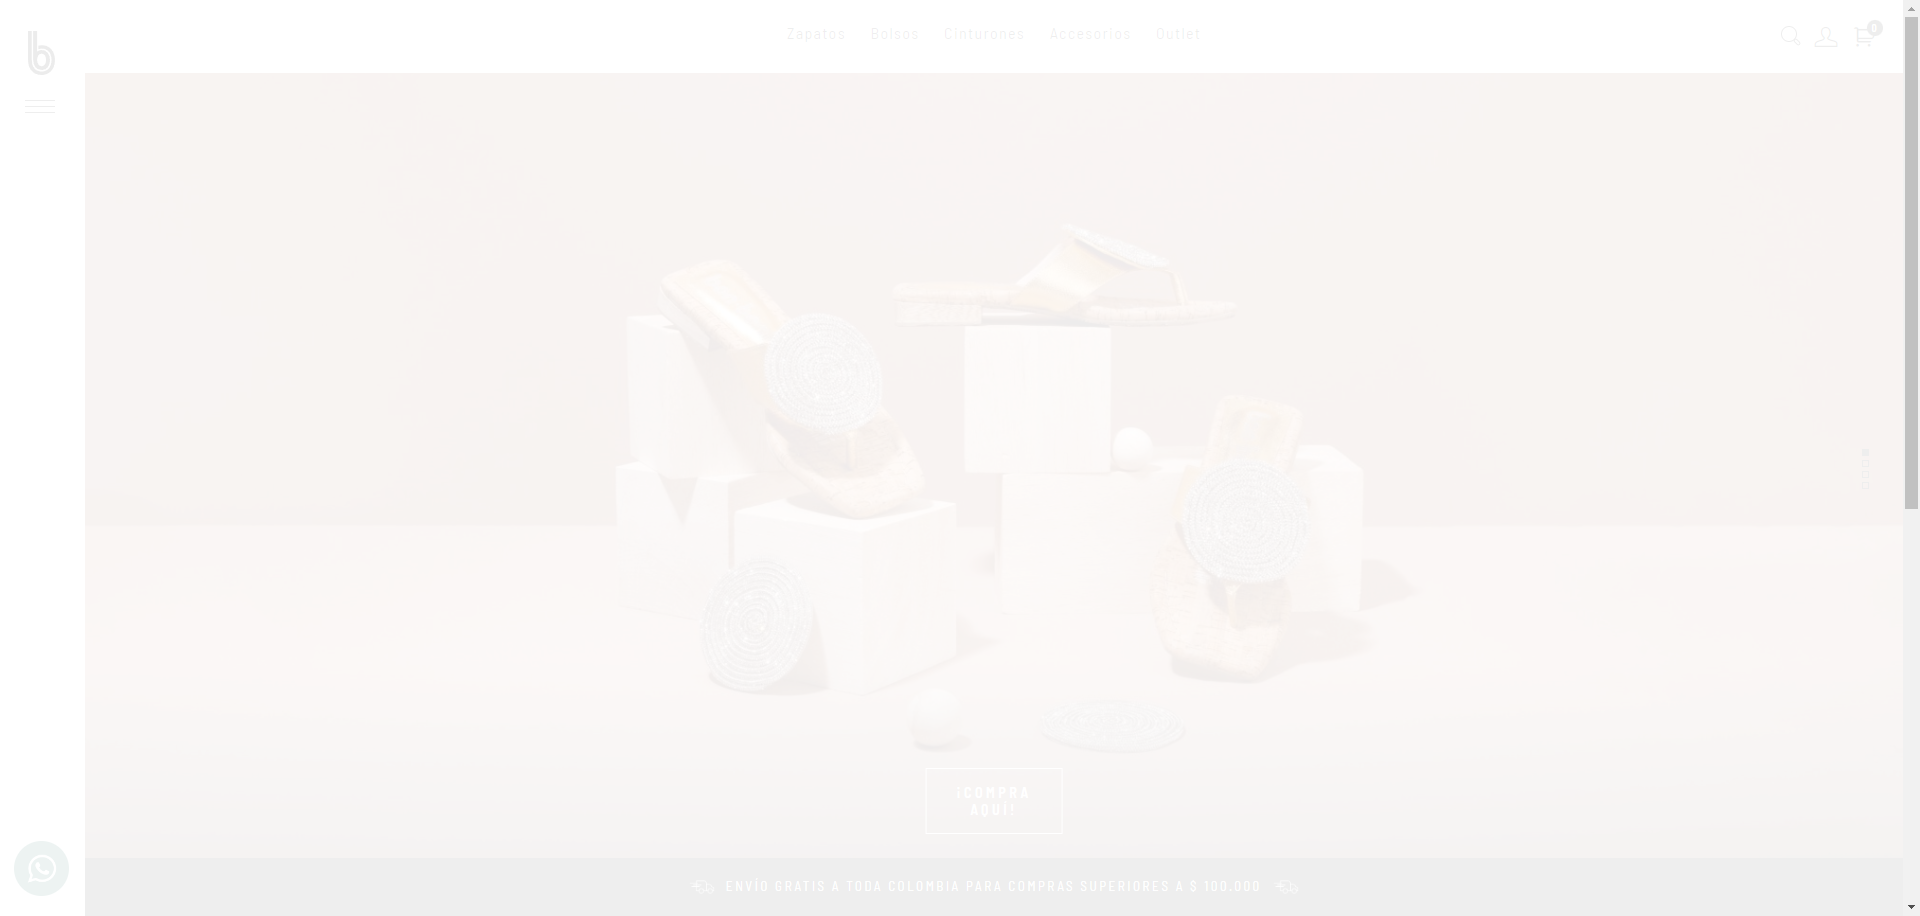 b
Zapatos Bolsos Cinturones Accesorios Outlet
0
¡COMPRA
AQUÍ!
ENVÍO GRATIS A TODA COLOMBIA PARA COMPRAS SUPERIORES A $ 100.000